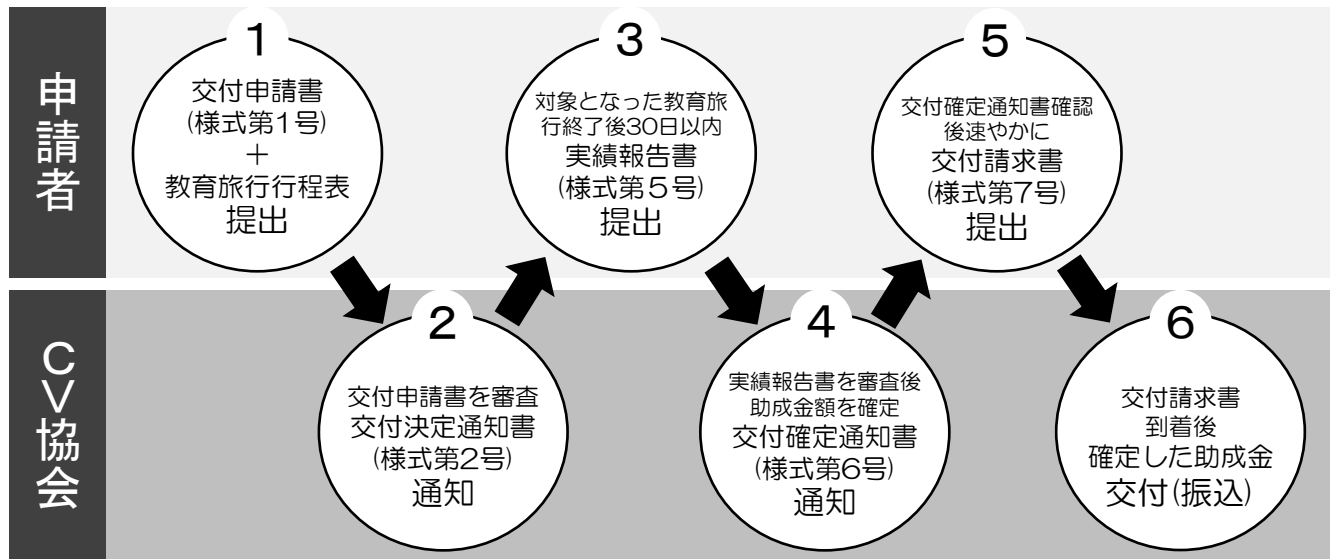 申請者
1
交付申請書
(様式第1号)
＋
教育旅行行程表
提出
3
対象となった教育旅
行終了後30日以内
実績報告書
(様式第5号)
提出
5
交付確定通知書確認
後速やかに
交付請求書
(様式第7号)
提出
CV協会
2
交付申請書を審査
交付決定通知書
(様式第2号)
通知
4
実績報告書を審査後
助成金額を確定
交付確定通知書
(様式第6号)
通知
6
交付請求書
到着後
確定した助成金
交付(振込)